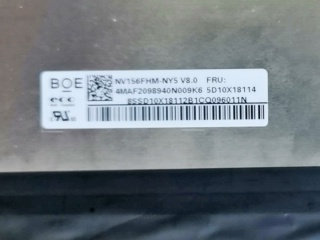 BOE NV156FHM-NY5 V8.0 FRU:
4MAF2098940N009K6 5D10X18114
8SSD10X18112B1CQ096011N